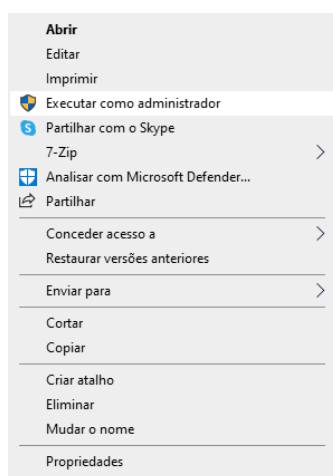 Abrir
Editar
Imprimir
Executar como administrador
Partilhar com o Skype
7-Zip
Analisar com Microsoft Defender...
Partilhar
Conceder acesso a
Restaurar versões anteriores
Enviar para
Cortar
Copiar
Criar atalho
Eliminar
Mudar o nome
Propriedades